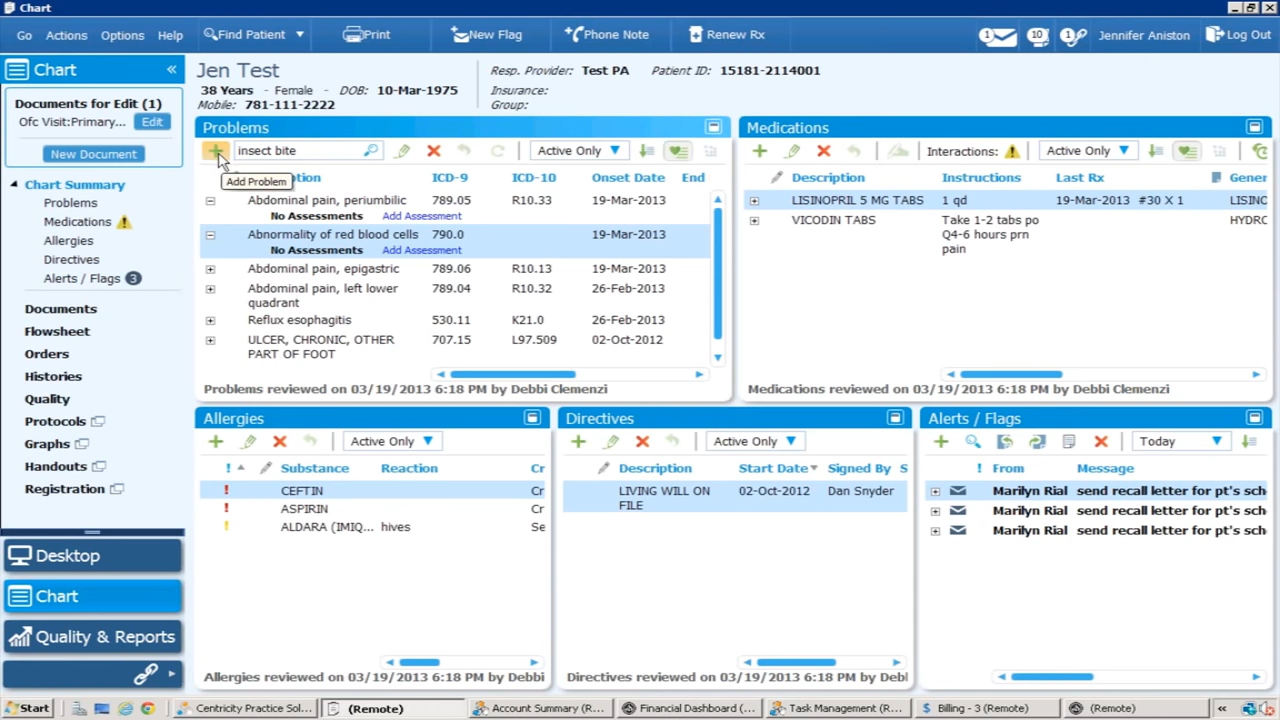 Chart
Go Actions Options Help Find Patient Print New Flag Phone Note Renew Rx 1 10 1 Jennifer Aniston Log Out
Chart «
Documents for Edit (1)
Ofc Visit:Primary... Edit
New Document
Chart Summary
Problems
Medications
Allergies
Directives
Alerts / Flags 3
Documents
Flowsheet
Orders
Histories
Quality
Protocols
Graphs
Handouts
Registration
Desktop
Chart
Quality & Reports
Jen Test
38 Years - Female - DOB: 10-Mar-1975
Mobile: 781-111-2222
Resp. Provider: Test PA Patient ID: 15181-2114001
Insurance:
Group:
Problems
insect bite Active Only
Add Problem
ption ICD-9 ICD-10 Onset Date End
Abdominal pain, periumbilic 789.05 R10.33 19-Mar-2013
No Assessments Add Assessment
Abnormality of red blood cells 790.0 19-Mar-2013
No Assessments Add Assessment
Abdominal pain, epigastric 789.06 R10.13 19-Mar-2013
Abdominal pain, left lower 789.04 R10.32 26-Feb-2013
quadrant
Reflux esophagitis 530.11 K21.0 26-Feb-2013
ULCER, CHRONIC, OTHER 707.15 L97.509 02-Oct-2012
PART OF FOOT
Problems reviewed on 03/19/2013 6:18 PM by Debbi Clemenzi
Medications
Interactions: Active Only
Description Instructions Last Rx Gener
LISINOPRIL 5 MG TABS 1 qd 19-Mar-2013 #30 X 1 LISINO
VICODIN TABS Take 1-2 tabs po HYDRC
Q4-6 hours prn
pain
Medications reviewed on 03/19/2013 6:18 PM by Debbi Clemenzi
Allergies
Active Only
! Substance Reaction Cr
! CEFTIN Cr
! ASPIRIN Cr
! ALDARA (IMIQ... hives Se
Allergies reviewed on 03/19/2013 6:18 PM by Debbi
Directives
Active Only
Description Start Date Signed By S
LIVING WILL ON 02-Oct-2012 Dan Snyder
FILE
Directives reviewed on 03/19/2013 6:18 PM by Debl
Alerts / Flags
Today
! From Message
Marilyn Rial send recall letter for pt's sch
Marilyn Rial send recall letter for pt's sch
Marilyn Rial send recall letter for pt's sch
Start Centricity Practice Sol... (Remote) Account Summary (R... Financial Dashboard (... Task Management (R... Billing - 3 (Remote) (Remote) «